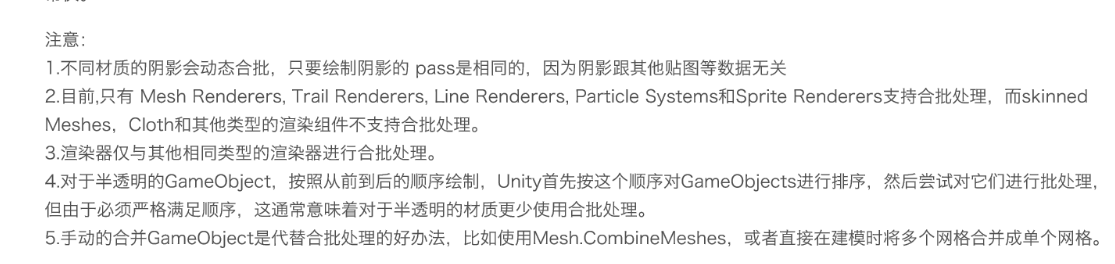 注意：
1.不同材质的阴影会动态合批，只要绘制阴影的 pass是相同的，因为阴影跟其他贴图等数据无关
2.目前,只有 Mesh Renderers, Trail Renderers, Line Renderers, Particle Systems和Sprite Renderers支持合批处理，而skinned
Meshes，Cloth和其他类型的渲染组件不支持合批处理。
3.渲染器仅与其他相同类型的渲染器进行合批处理。
4.对于半透明的GameObject，按照从前到后的顺序绘制，Unity首先按这个顺序对GameObjects进行排序，然后尝试对它们进行批处理，
但由于必须严格满足顺序，这通常意味着对于半透明的材质更少使用合批处理。
5.手动的合并GameObject是代替合批处理的好办法，比如使用Mesh.CombineMeshes，或者直接在建模时将多个网格合并成单个网格。